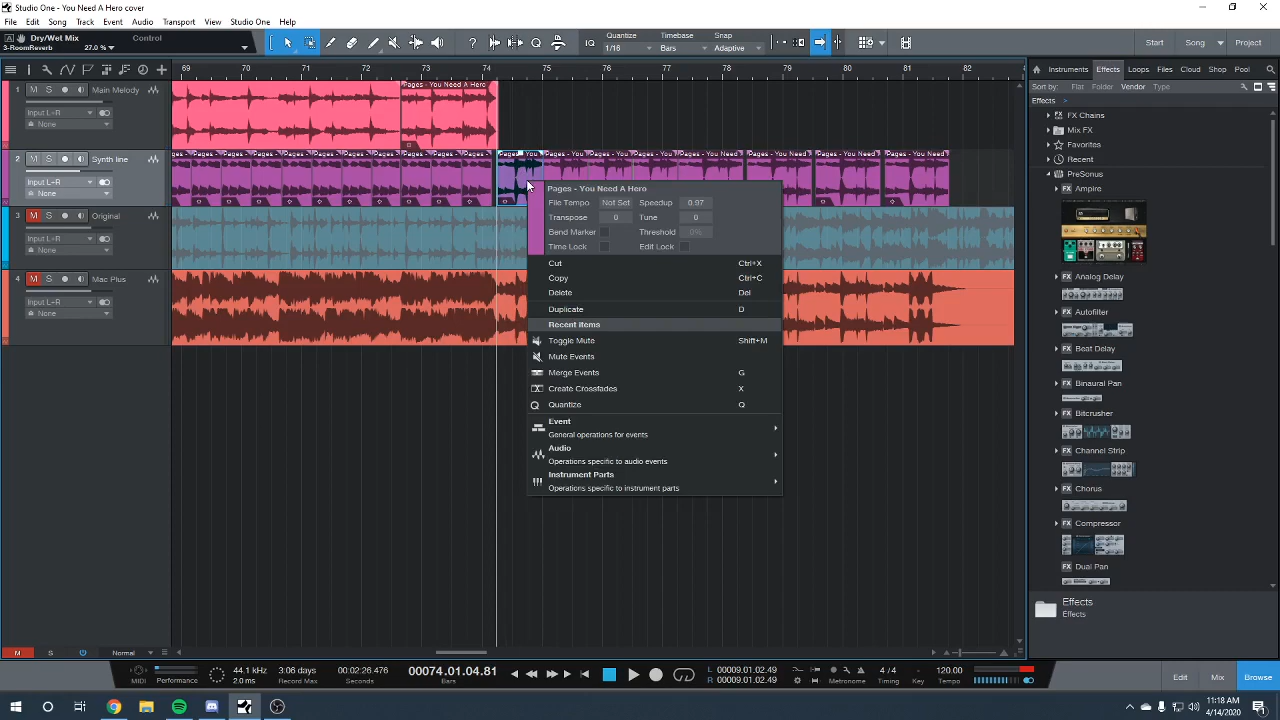 Studio One - You Need A Hero cover
File Edit Song Track Event Audio Transport View Studio One Help
Dry/Wet Mix Control
3-RoomReverb 27.0 %
Quantize Timebase Snap
1/16 Bars Adaptive
Start Song Project
69 70 71 72 73 74 75 76 77 78 79 80 81 82
Instruments Effects Loops Files Cloud Shop Pool
Sort by: Flat Folder Vendor Type
Effects >
1 M S Main Melody
Input L+R
None
Pages - You Need A Hero
2 M S Synth line
Input L+R
None
3 M S Original
4 M S Mac Plus
Input L+R
None
Pages - You Need A Hero
File Tempo Not Set Speedup 0.97
Transpose 0 Tune 0
Bend Marker Threshold 0%
Time Lock Edit Lock
Cut Ctrl+X
Copy Ctrl+C
Delete Del
Duplicate D
Recent Items
Toggle Mute Shift+M
Mute Events
Merge Events G
Create Crossfades X
Quantize Q
Event
General operations for events
Audio
Operations specific to audio events
Instrument Parts
Operations specific to instrument parts
FX Chains
Mix FX
Favorites
Recent
PreSonus
FX Ampire
FX Analog Delay
FX Autofilter
FX Beat Delay
FX Binaural Pan
FX Bitcrusher
FX Channel Strip
FX Chorus
FX Compressor
FX Dual Pan
Effects
Effects
M S Normal
MIDI Performance
44.1 kHz
2.0 ms
3:06 days
Record Max
00:02:26 476
Seconds
00074.01.04.81
Bars
L 00009.01.02.49
R 00009.01.02.49
Metronome
4 / 4
Timing
Key
120.00
Tempo
Edit Mix Browse
11:18 AM
4/14/2020